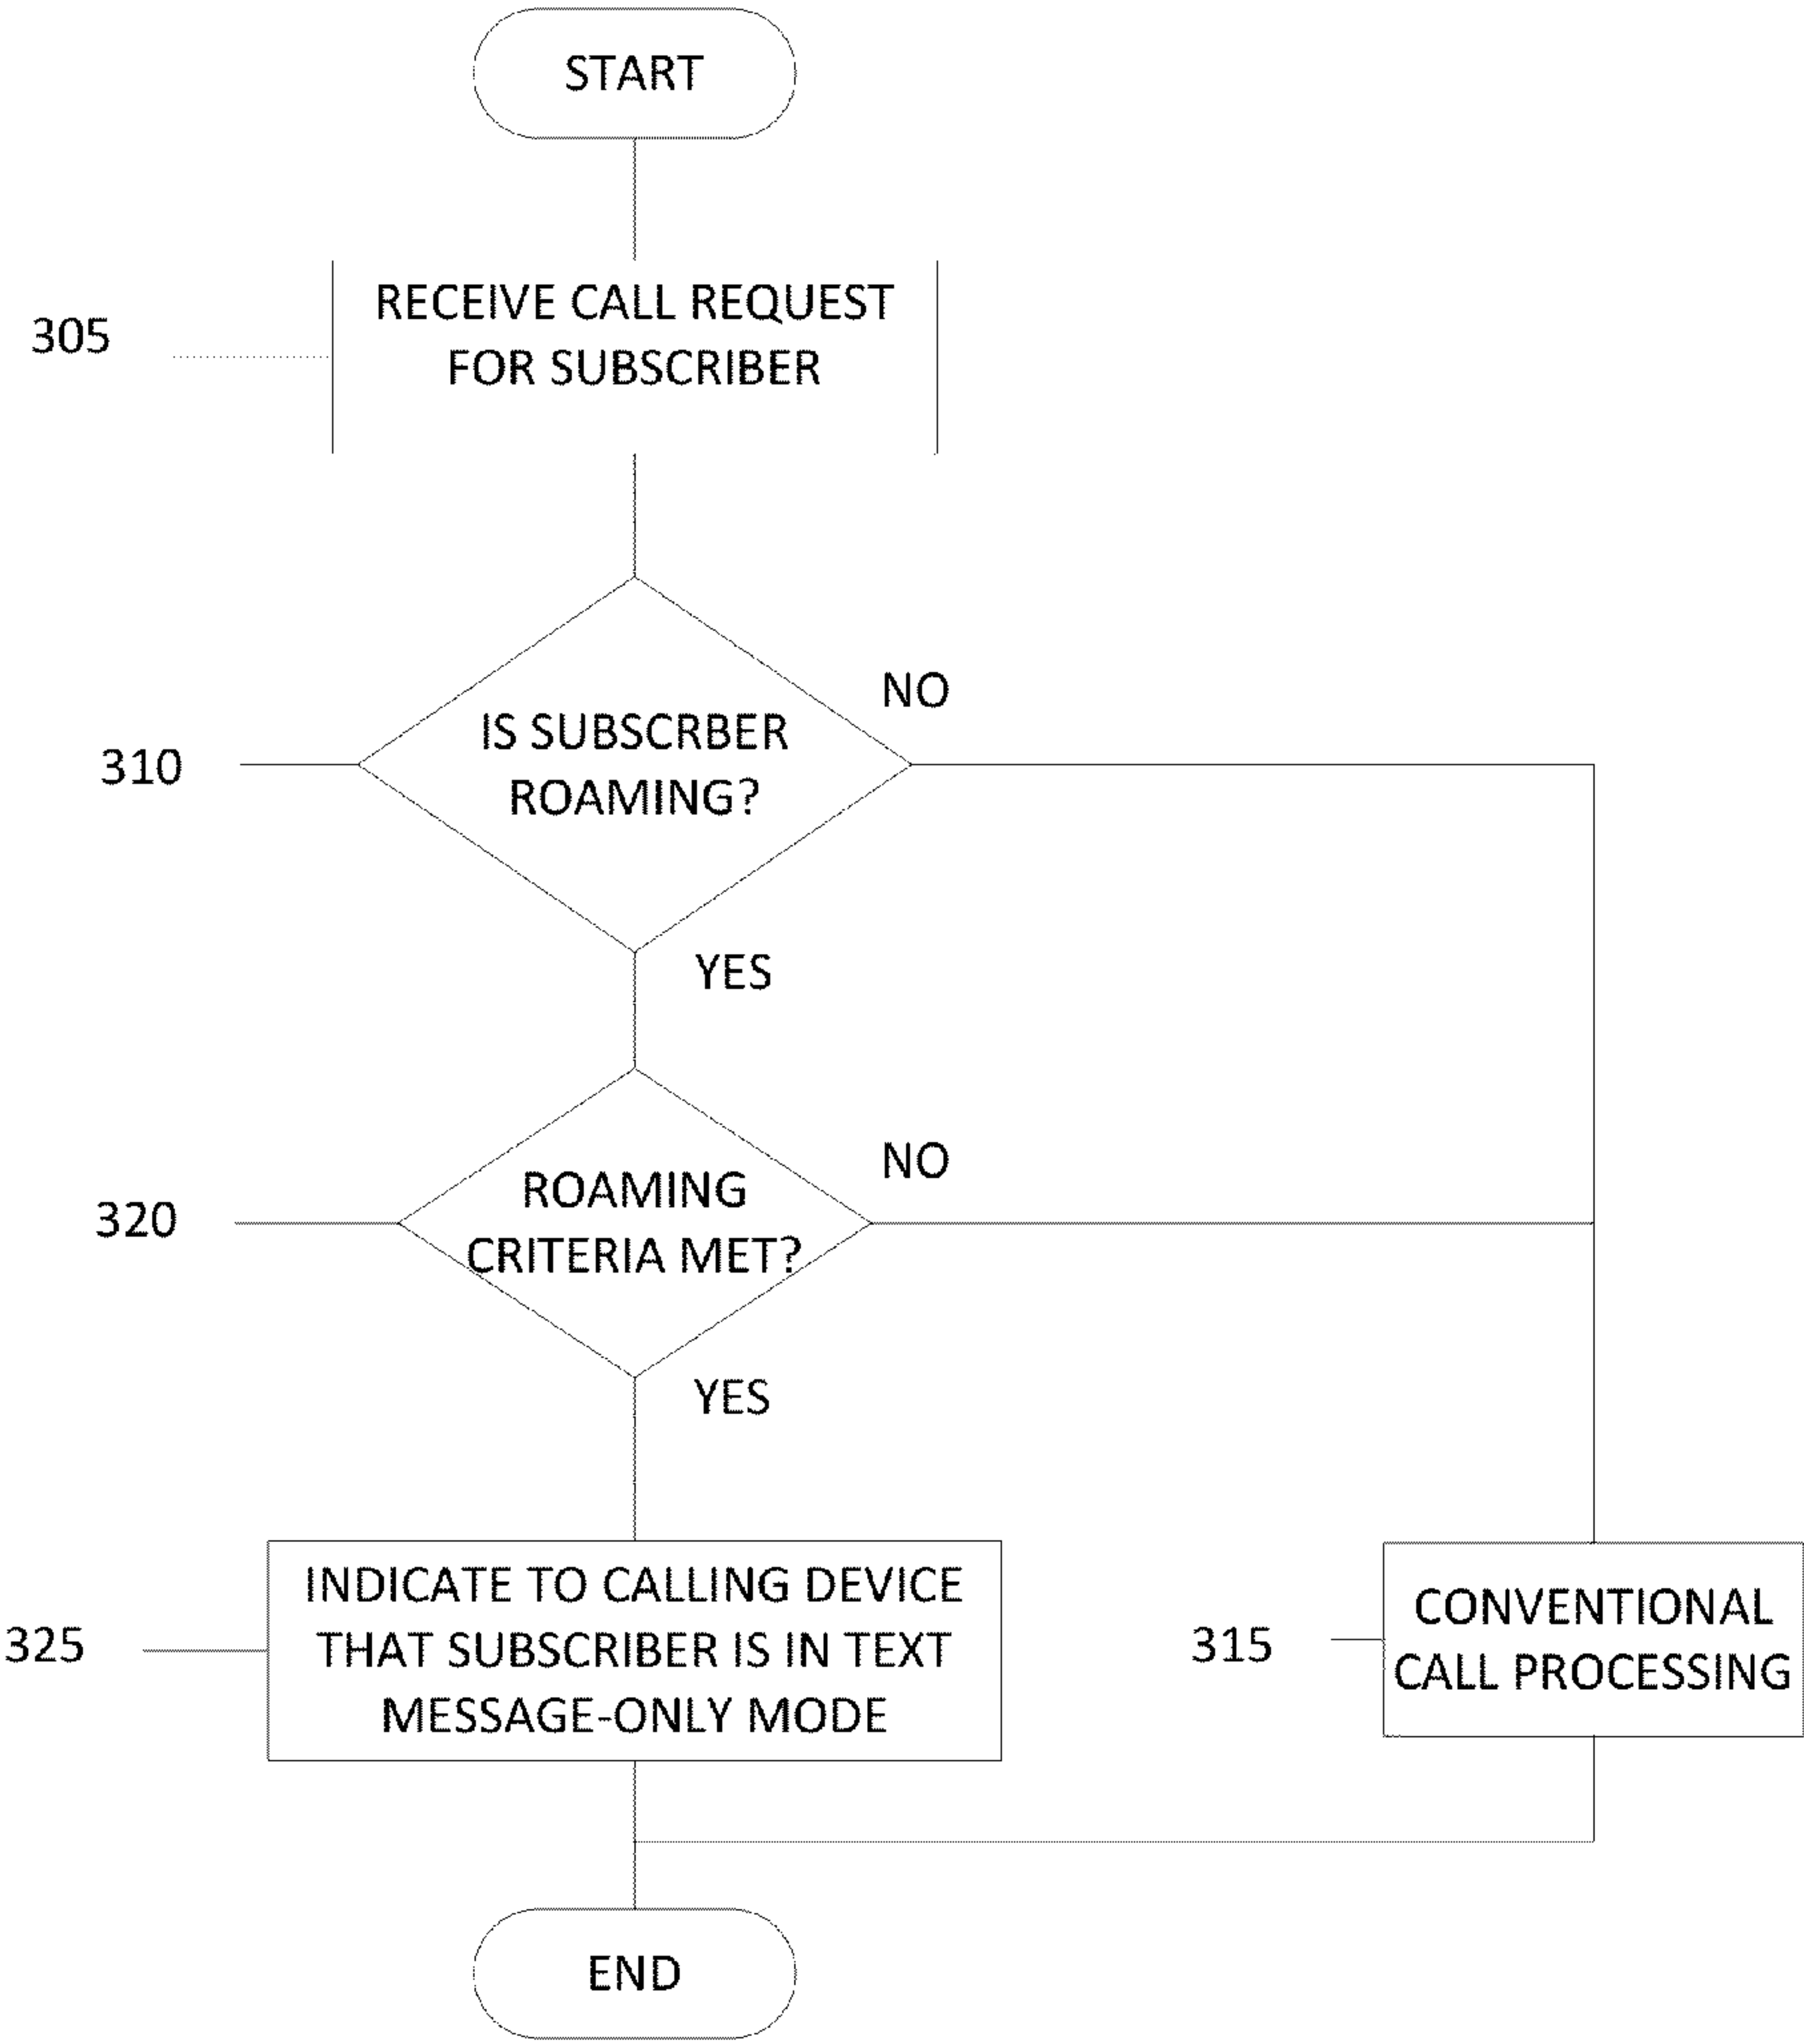 START
305
RECEIVE CALL REQUEST
FOR SUBSCRIBER
310
IS SUBSCRBER
ROAMING?
NO
YES
320
ROAMING
CRITERIA MET?
NO
YES
325
INDICATE TO CALLING DEVICE
THAT SUBSCRIBER IS IN TEXT
MESSAGE-ONLY MODE
315
CONVENTIONAL
CALL PROCESSING
END